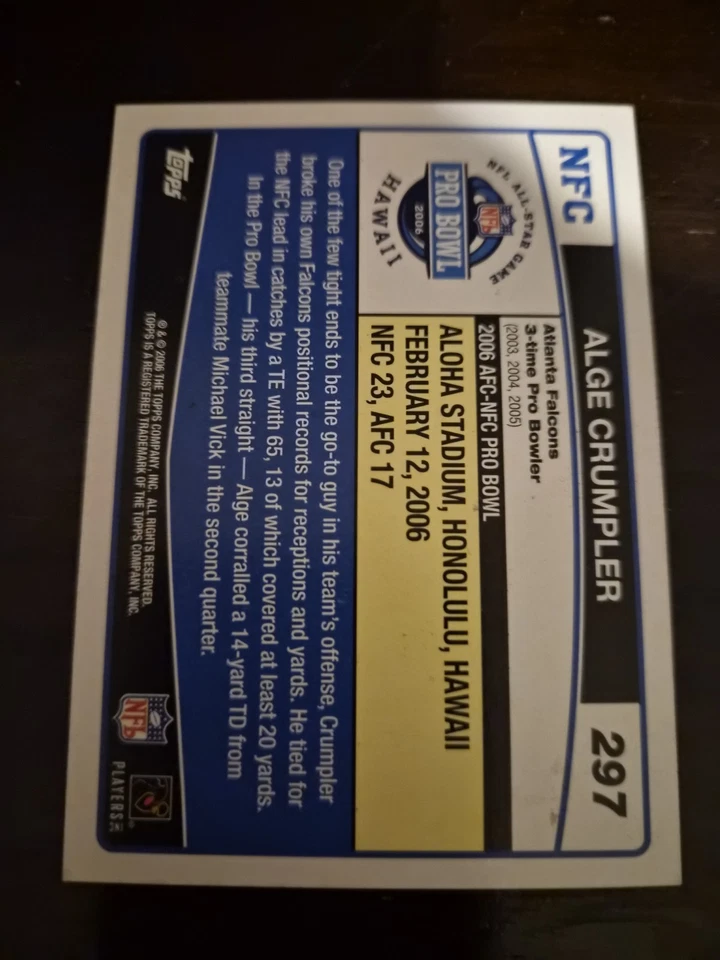 NFC
ALGE CRUMPLER
297
NFL ALL-STAR GAME
NFL
PRO BOWL
2006
HAWAII
Atlanta Falcons
3-time Pro Bowler
(2003, 2004, 2005)
2006 AFC-NFC PRO BOWL
ALOHA STADIUM, HONOLULU, HAWAII
FEBRUARY 12, 2006
NFC 23, AFC 17
One of the few tight ends to be the go-to guy in his team's offense, Crumpler
broke his own Falcons positional records for receptions and yards. He tied for
the NFC lead in catches by a TE with 65, 13 of which covered at least 20 yards.
In the Pro Bowl — his third straight — Alge corralled a 14-yard TD from
teammate Michael Vick in the second quarter.
topps
® & © 2006 THE TOPPS COMPANY, INC. ALL RIGHTS RESERVED.
TOPPS IS A REGISTERED TRADEMARK OF THE TOPPS COMPANY, INC.
NFL
PLAYERS